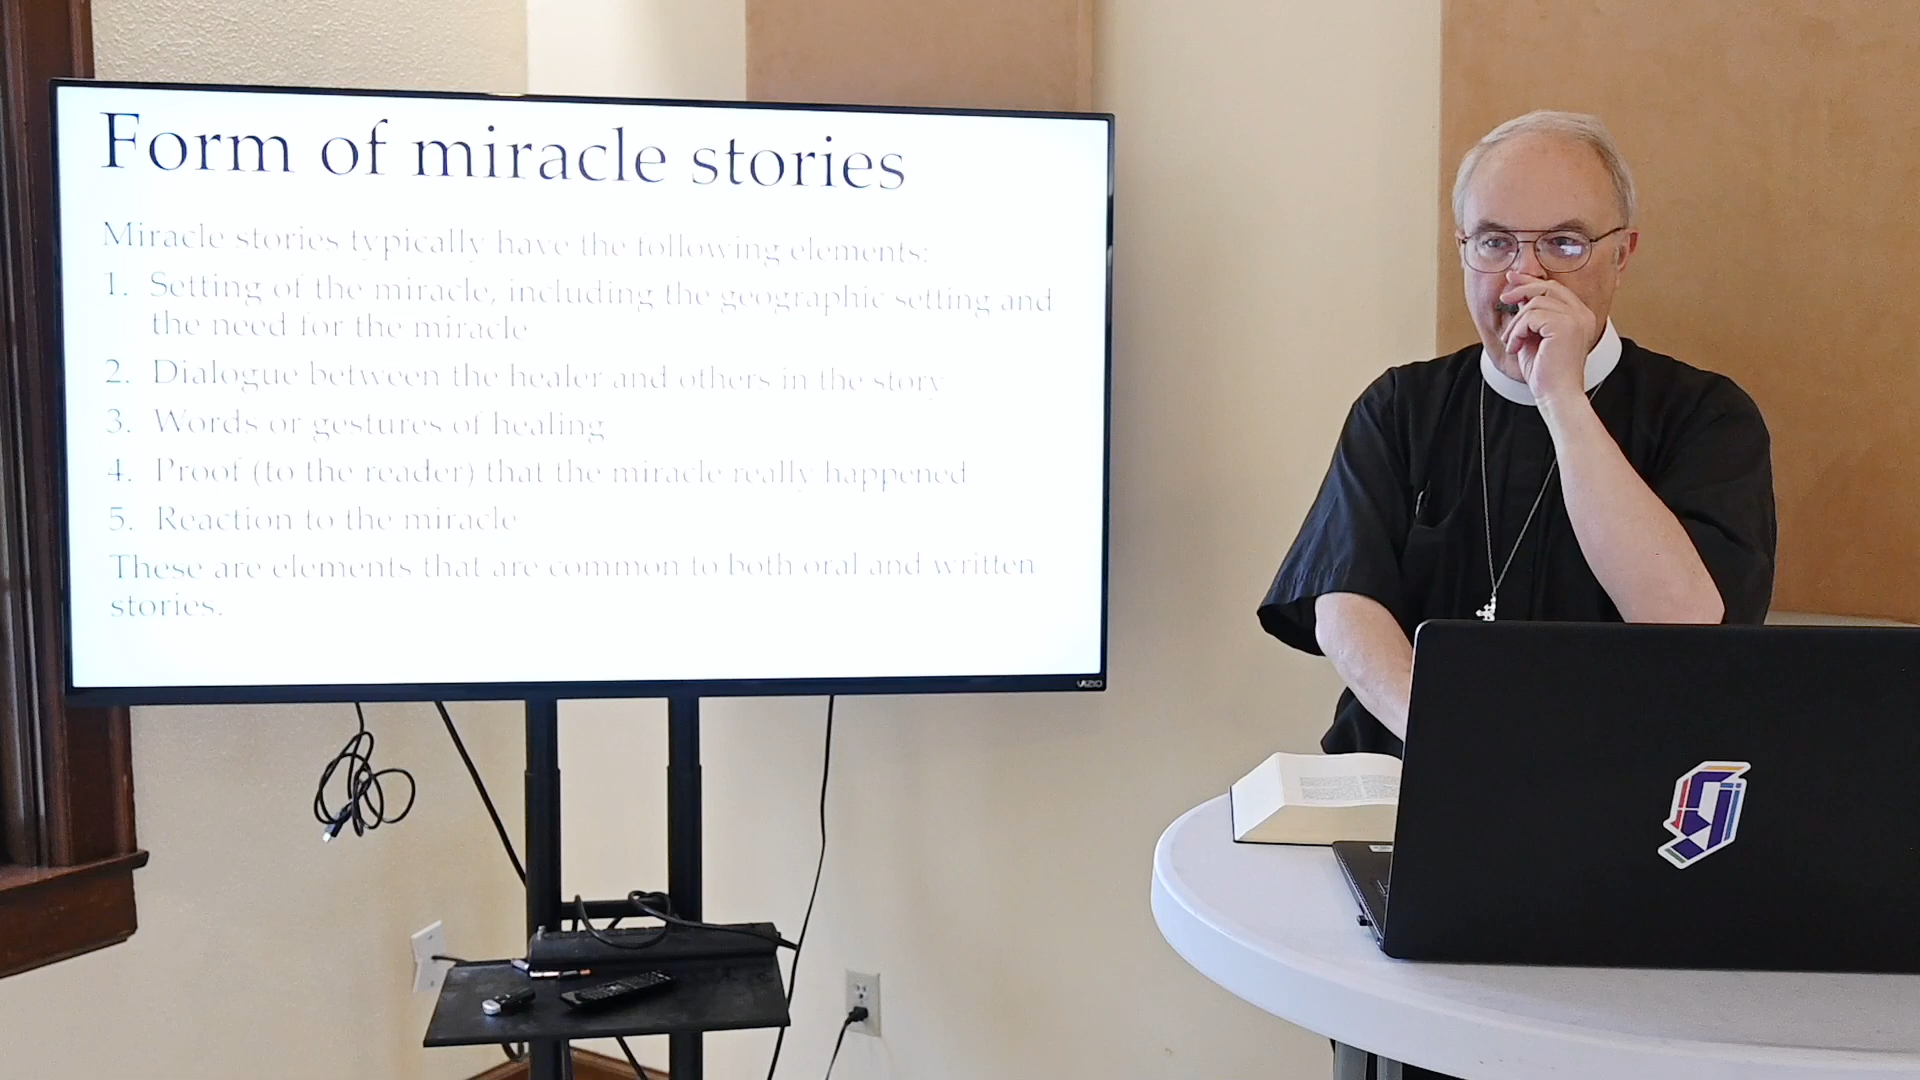 Form of miracle stories
Miracle stories typically have the following elements:
1. Setting of the miracle, including the geographic setting and
the need for the miracle
2. Dialogue between the healer and others in the story
3. Words or gestures of healing
4. Proof (to the reader) that the miracle really happened
5. Reaction to the miracle
These are elements that are common to both oral and written
stories.
VIZIO